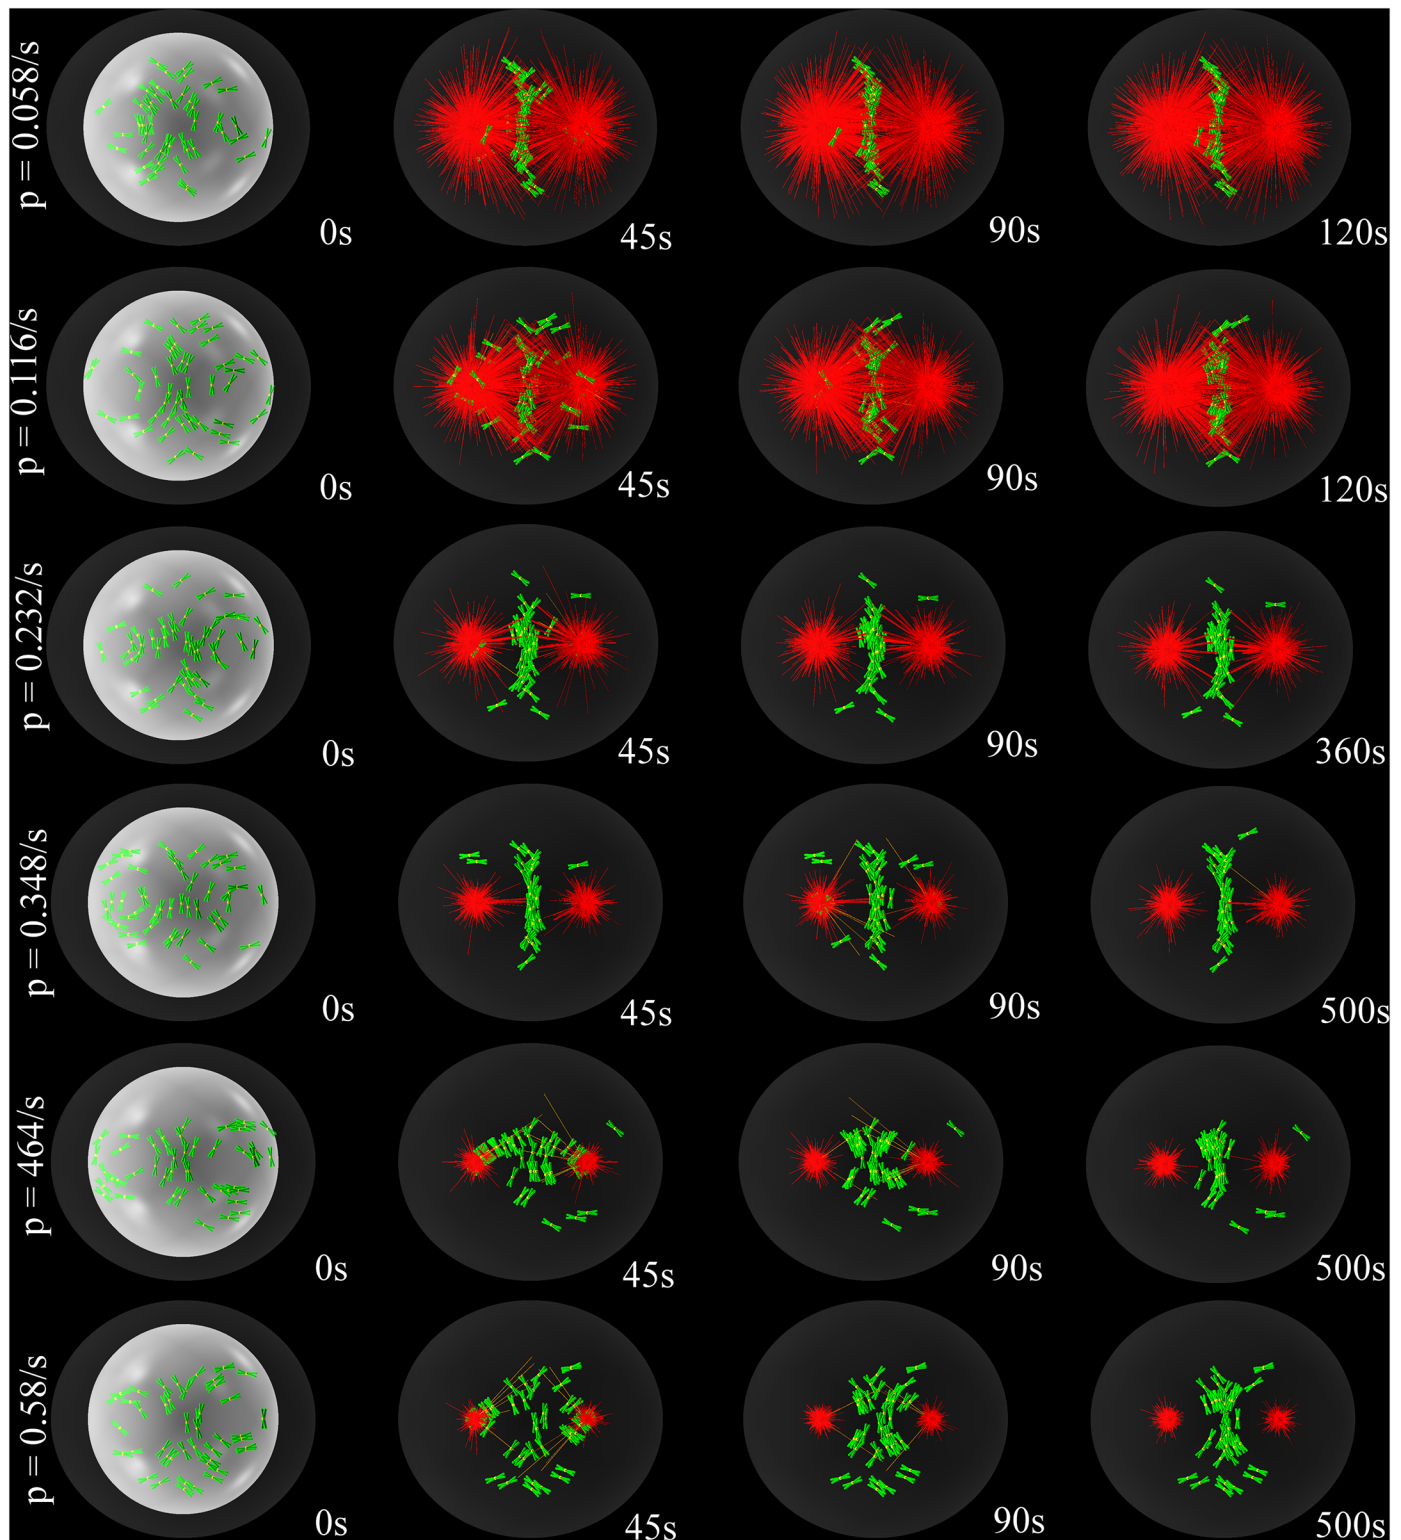 p = 0.058/s
0s
45s
90s
120s
p = 0.116/s
0s
45s
90s
120s
p = 0.232/s
0s
45s
90s
360s
p = 0.348/s
0s
45s
90s
500s
p = 464/s
0s
45s
90s
500s
p = 0.58/s
0s
45s
90s
500s